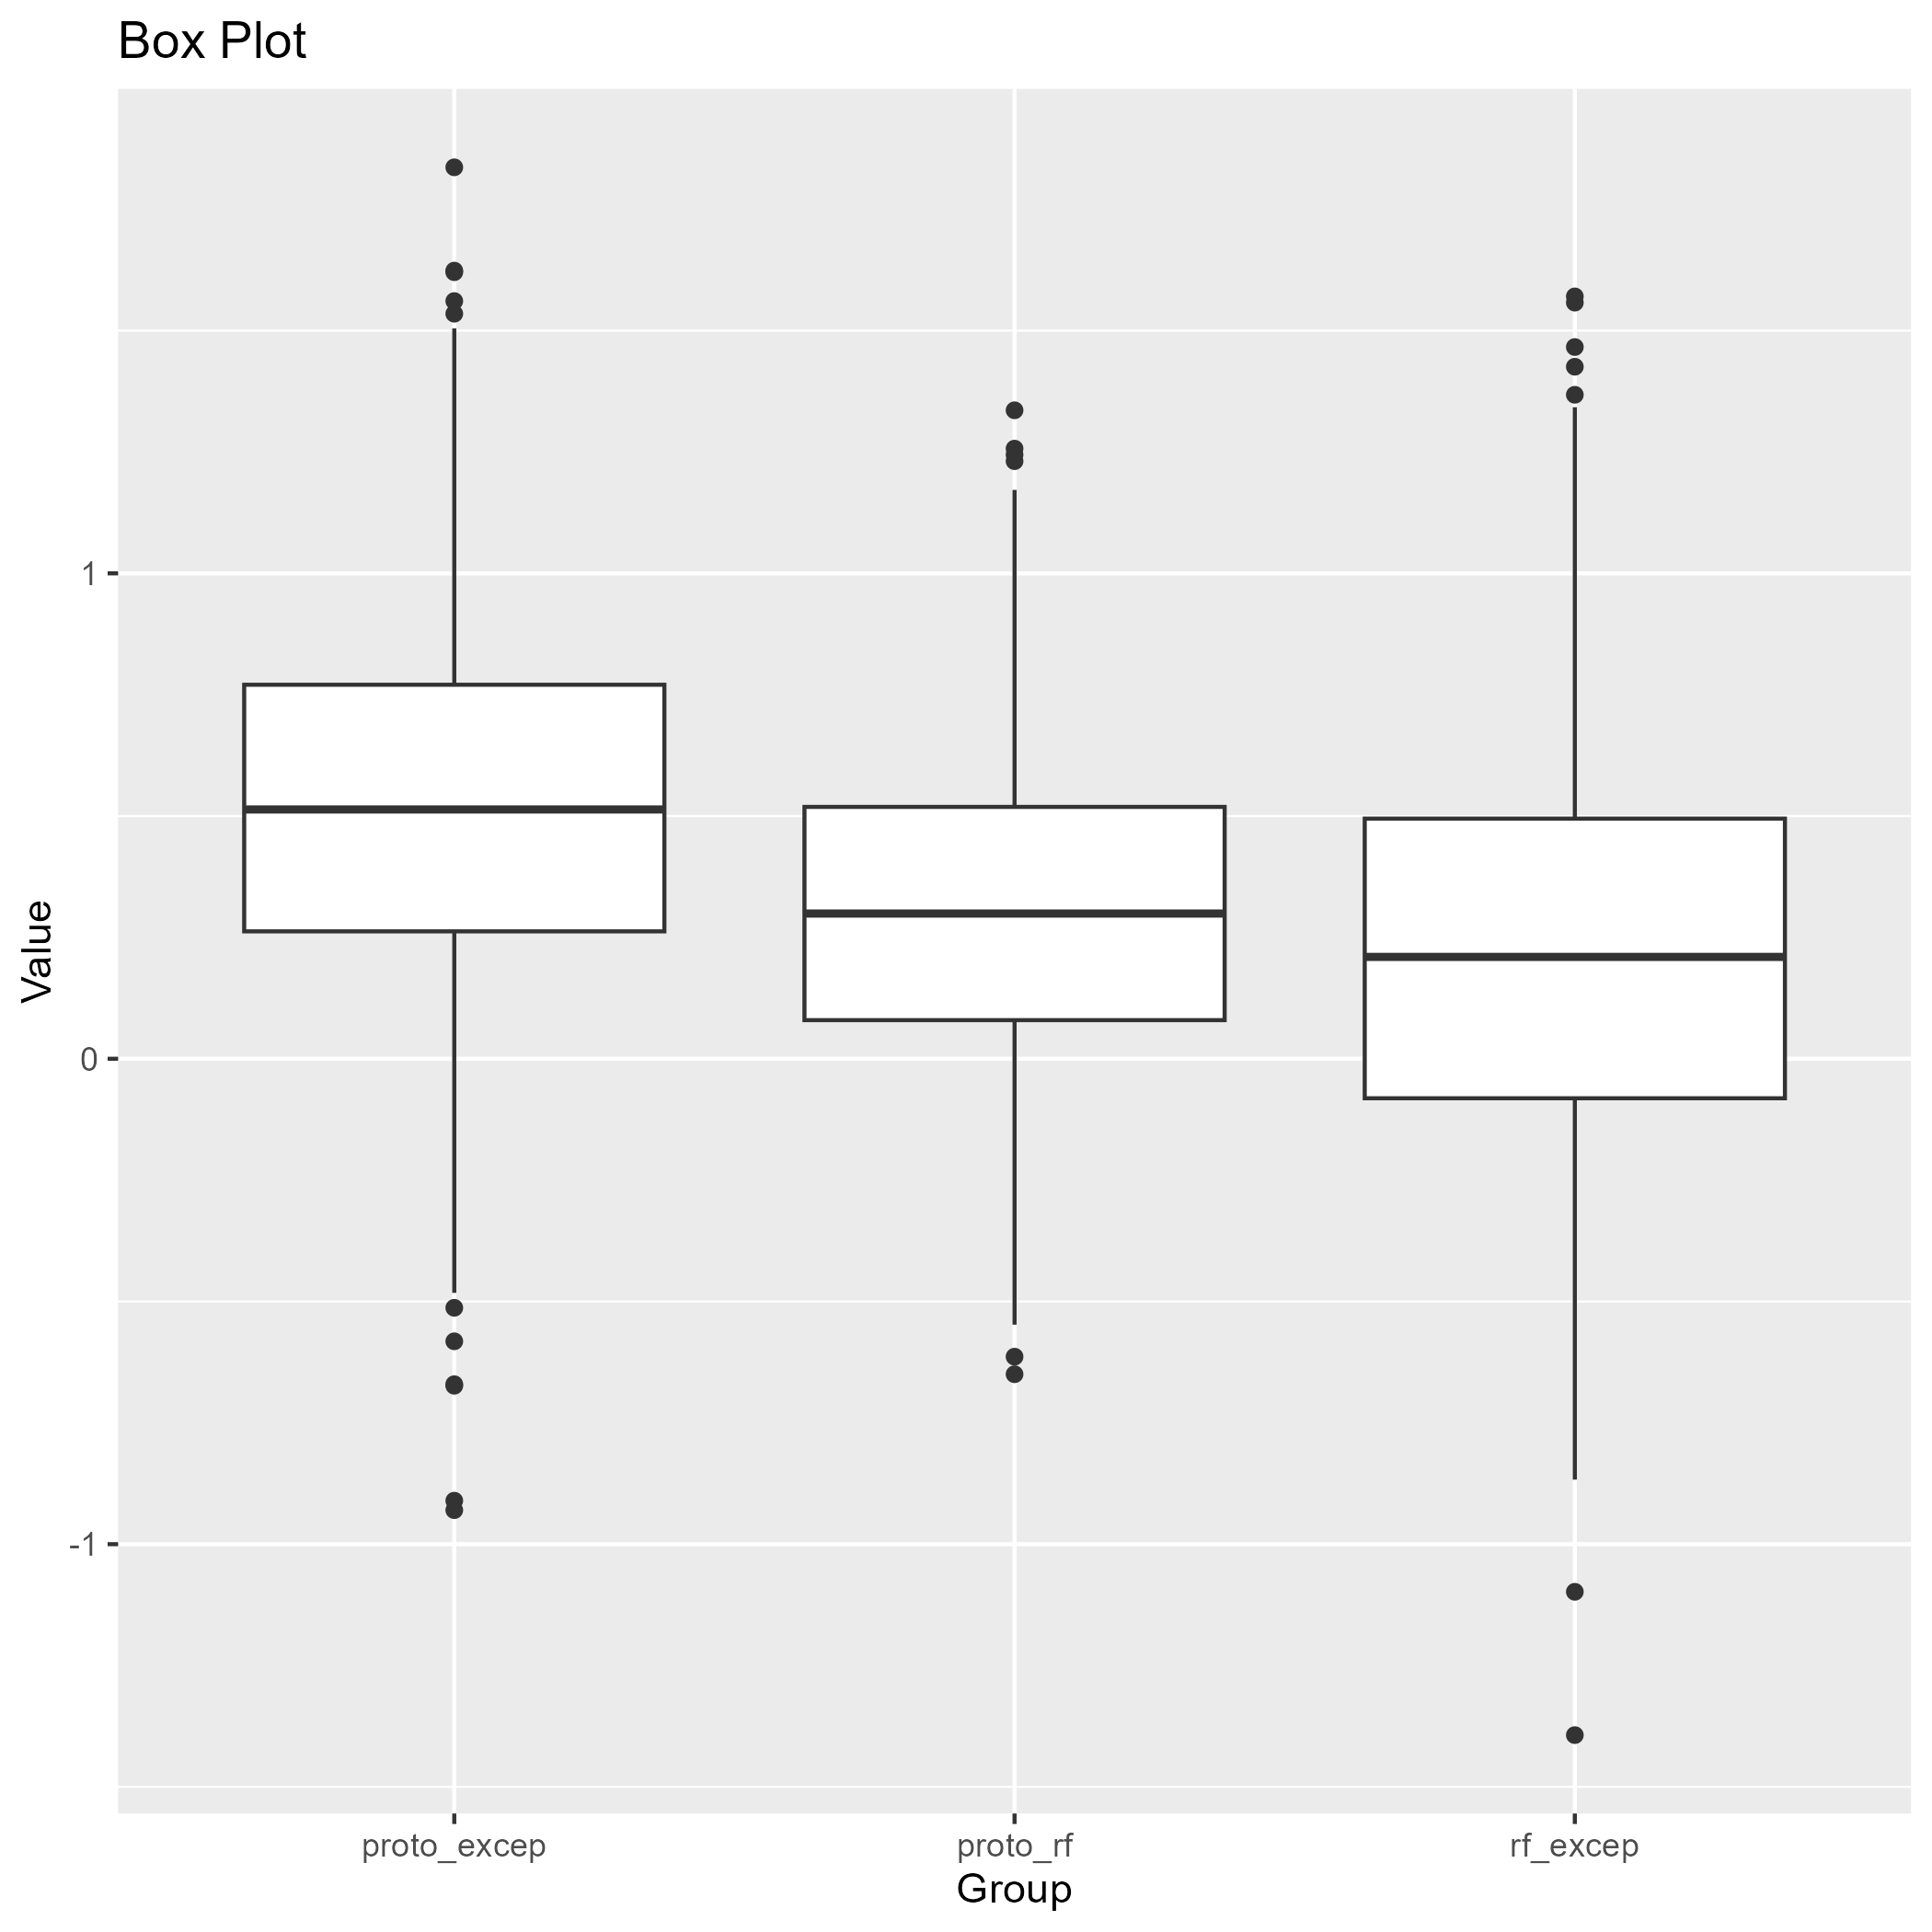 Box Plot
Value
1
0
-1
proto_excep
proto_rf
rf_excep
Group